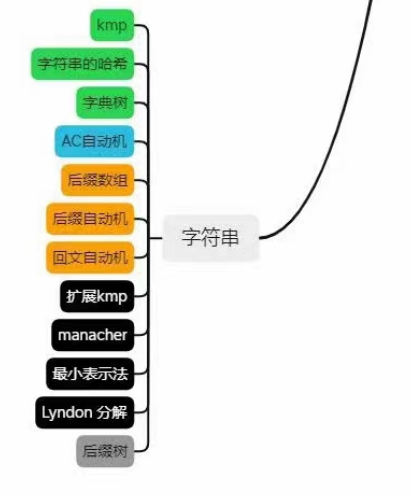 kmp
字符串的哈希
字典树
AC自动机
后缀数组
后缀自动机
回文自动机
字符串
扩展kmp
manacher
最小表示法
Lyndon 分解
后缀树